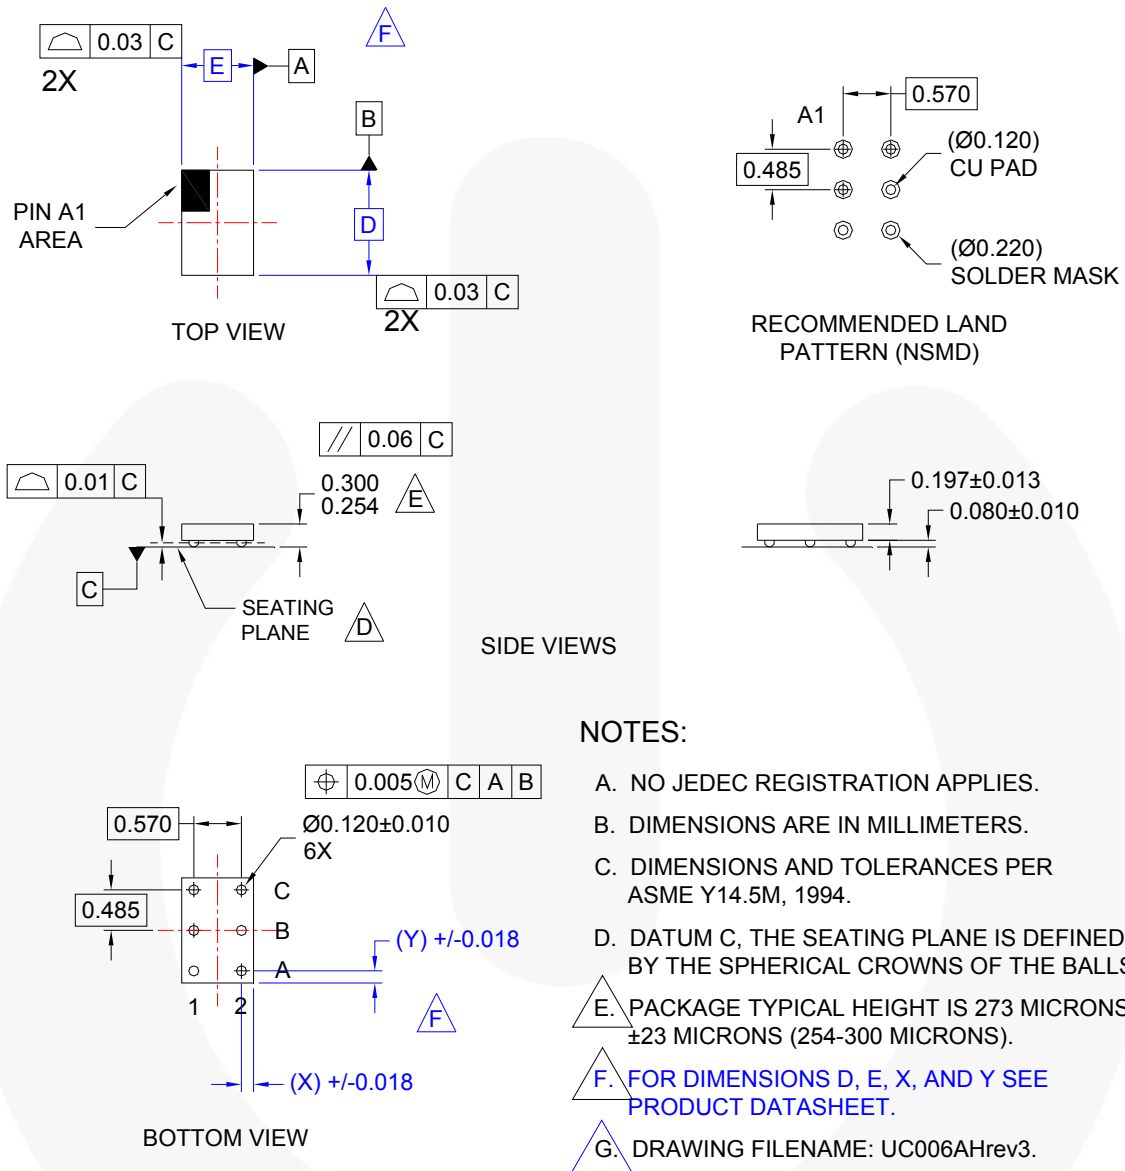 0.03 C
2X
E
A
F
B
D
PIN A1
AREA
0.03 C
2X
TOP VIEW
0.570
A1
0.485
(Ø0.120)
CU PAD
(Ø0.220)
SOLDER MASK
RECOMMENDED LAND
PATTERN (NSMD)
// 0.06 C
0.01 C
0.300
0.254
E
C
SEATING
PLANE
D
0.197±0.013
0.080±0.010
SIDE VIEWS
0.005 M C A B
0.570
Ø0.120±0.010
6X
0.485
C
B
A
1 2
(Y) +/-0.018
F
(X) +/-0.018
BOTTOM VIEW
NOTES:
A. NO JEDEC REGISTRATION APPLIES.
B. DIMENSIONS ARE IN MILLIMETERS.
C. DIMENSIONS AND TOLERANCES PER
ASME Y14.5M, 1994.
D. DATUM C, THE SEATING PLANE IS DEFINED
BY THE SPHERICAL CROWNS OF THE BALLS
E. PACKAGE TYPICAL HEIGHT IS 273 MICRONS
±23 MICRONS (254-300 MICRONS).
F. FOR DIMENSIONS D, E, X, AND Y SEE
PRODUCT DATASHEET.
G. DRAWING FILENAME: UC006AHrev3.